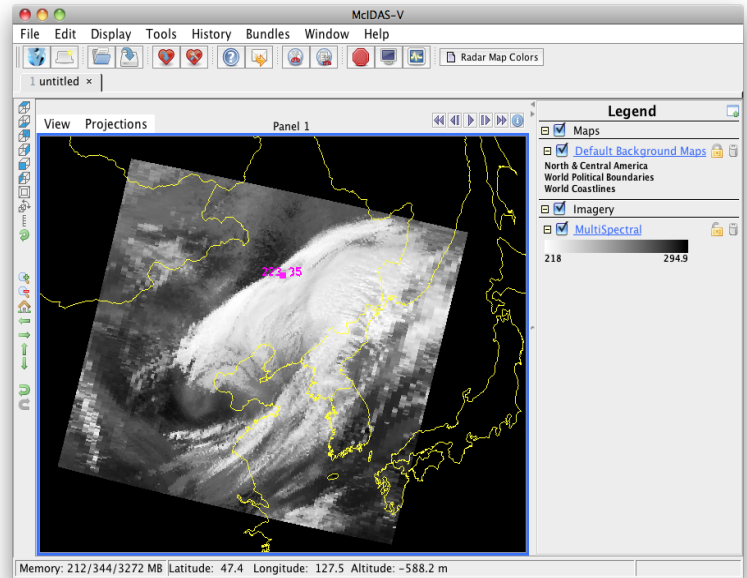 McIDAS-V
File Edit Display Tools History Bundles Window Help
Radar Map Colors
1 untitled ×
View Projections
Panel 1
Legend
Maps
Default Background Maps
North & Central America
World Political Boundaries
World Coastlines
Imagery
MultiSpectral
218 294.9
Memory: 212/344/3272 MB Latitude: 47.4 Longitude: 127.5 Altitude: -588.2 m